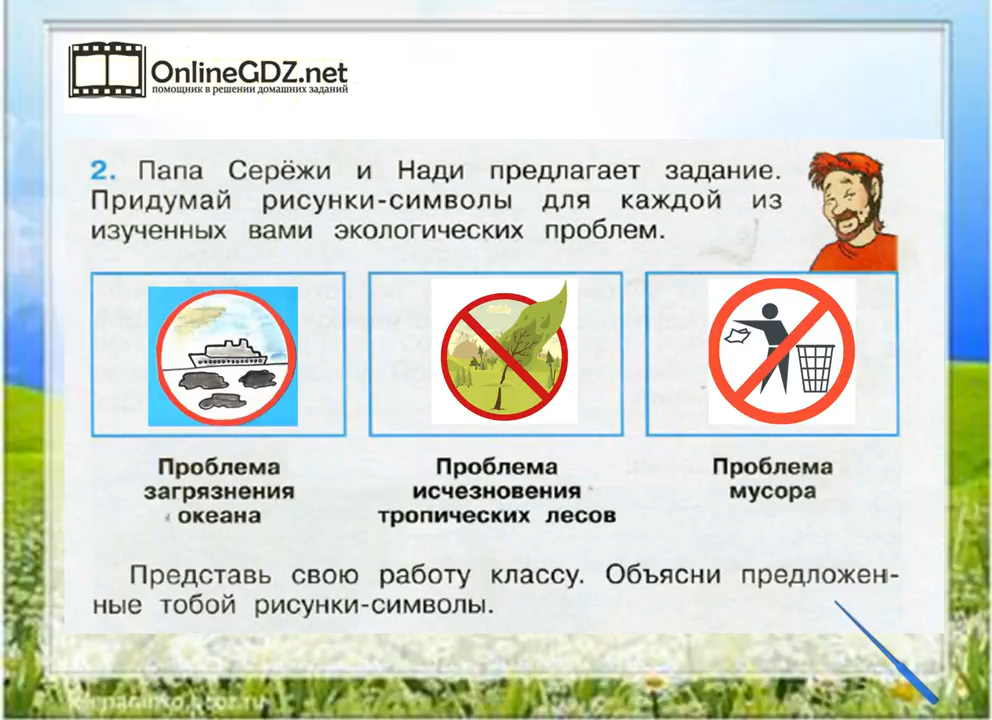 OnlineGDZ.net
помощник в решении домашних заданий
2. Папа Серёжи и Нади предлагает задание.
Придумай рисунки-символы для каждой из
изученных вами экологических проблем.
Проблема
загрязнения
океана
Проблема
исчезновения
тропических лесов
Проблема
мусора
Представь свою работу классу. Объясни предложен-
ные тобой рисунки-символы.